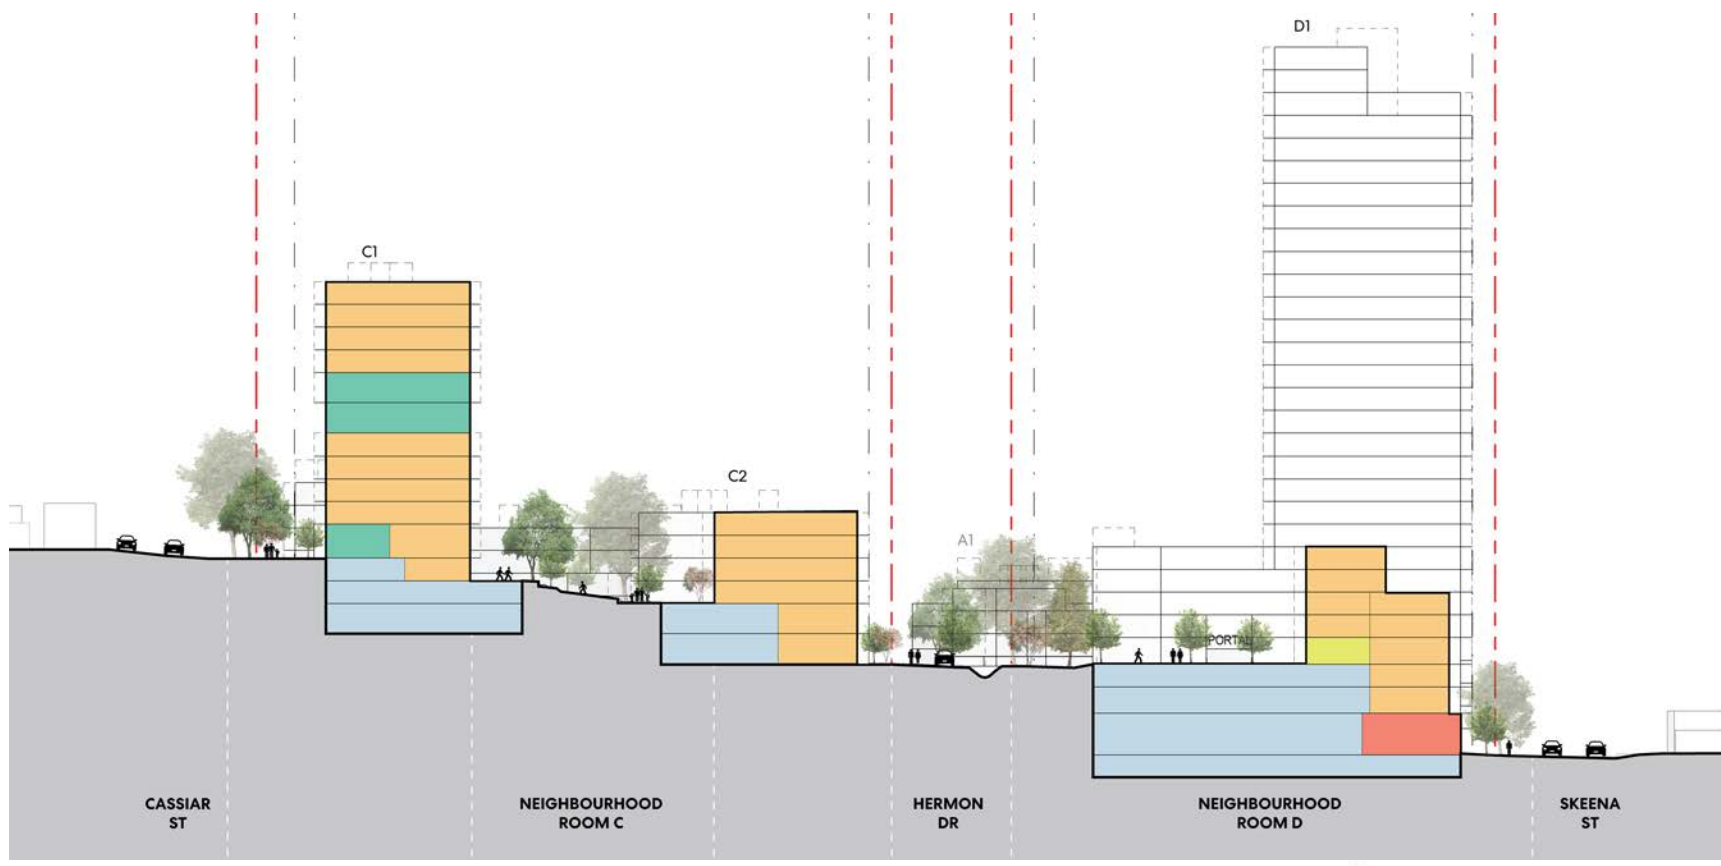 D1
C1
C2
A1
PORTAL
CASSIAR
ST
NEIGHBOURHOOD
ROOM C
HERMON
DR
NEIGHBOURHOOD
ROOM D
SKEENA
ST